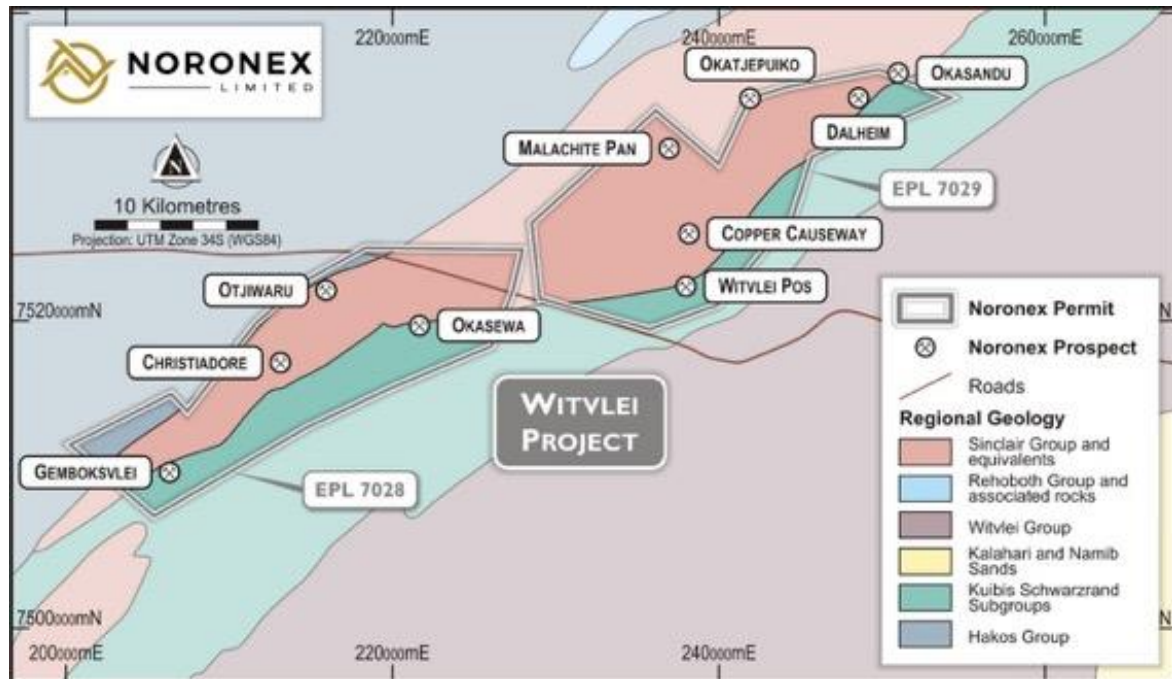 NORONEX
LIMITED
220000mE
240000mE
260000mE
OKATJEPUIKO
OKASANDU
DALHEIM
MALACHITE PAN
EPL 7029
N
10 Kilometres
Projection: UTM Zone 34S (WGS84)
COPPER CAUSEWAY
OTJIWARU
WITVLEI POS
7520000mN
OKASEWA
CHRISTIADORE
WITVLEI
PROJECT
GEMBOKSVLEI
EPL 7028
7500000mN
200000mE
220000mE
240000mE
Noronex Permit
Noronex Prospect
Roads
Regional Geology
Sinclair Group and
equivalents
Rehoboth Group and
associated rocks
Witvlei Group
Kalahari and Namib
Sands
Kuibis Schwarzrand
Subgroups
Hakos Group
N
N